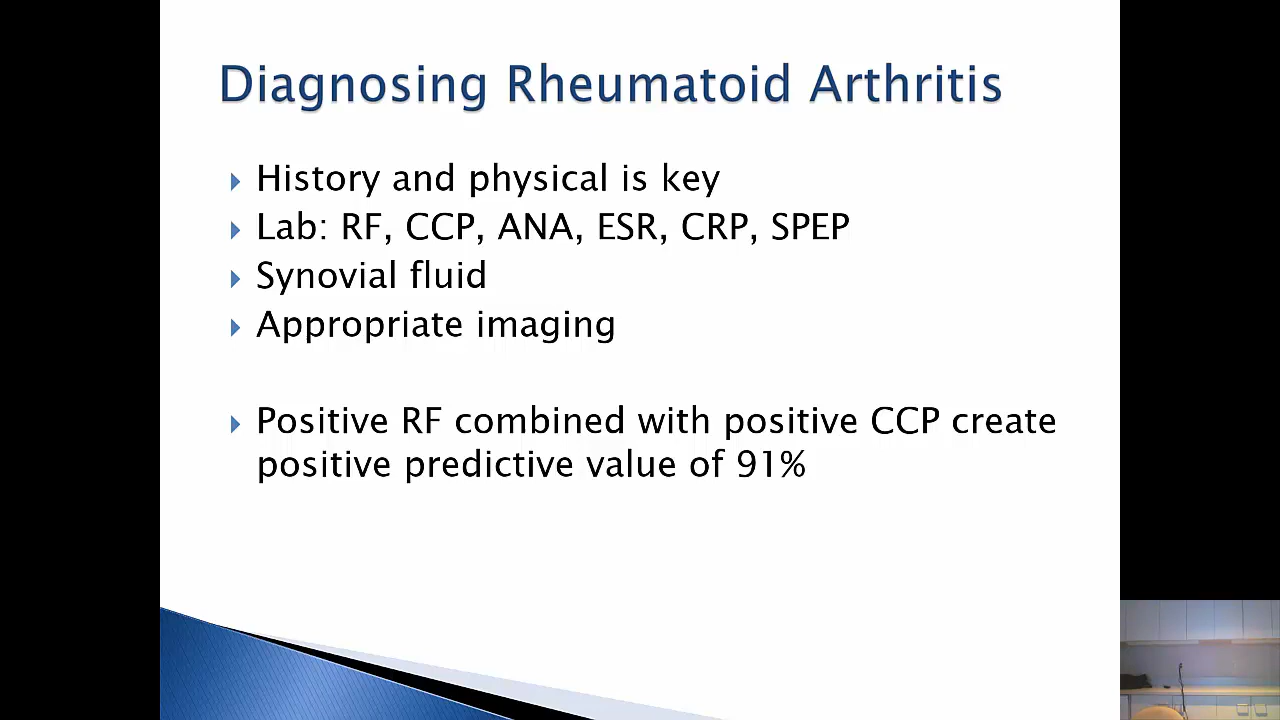 Diagnosing Rheumatoid Arthritis
History and physical is key
Lab: RF, CCP, ANA, ESR, CRP, SPEP
Synovial fluid
Appropriate imaging
Positive RF combined with positive CCP create
positive predictive value of 91%